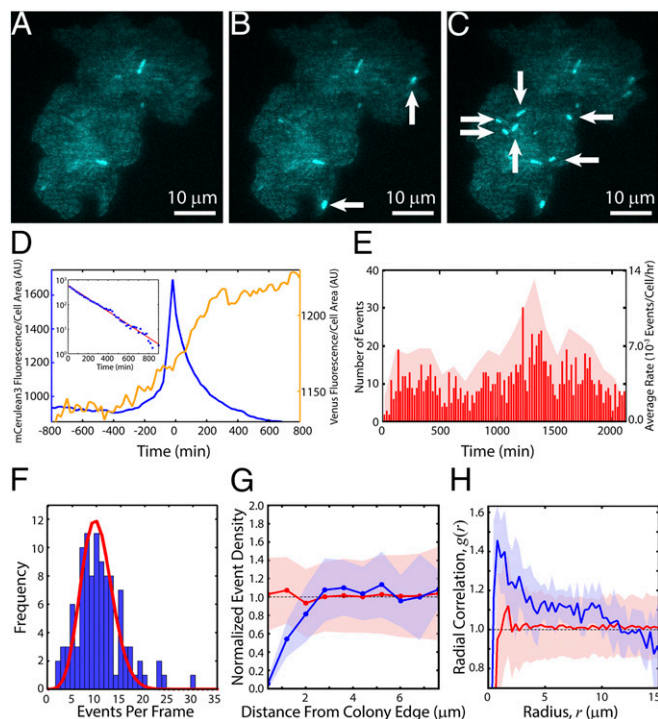 A
B
C
10 μm
10 μm
10 μm
D
E
mCerulean3 Fluorescence/Cell Area (AU)
1600
1400
1200
1000
10³
10²
10¹
10⁰
0 200 400 600 800
Time (min)
1200
1150
Venus Fluorescence/Cell Area (AU)
-800 -600 -400 -200 0 200 400 600 800
Time (min)
Number of Events
40
30
20
10
0
14
7.0
0.0
Average Rate (10⁻³ Events/Cell/hr)
0 500 1000 1500 2000
Time (min)
F
G
H
Frequency
12
10
8
6
4
2
0
0 5 10 15 20 25 30 35
Events Per Frame
Normalized Event Density
2.0
1.8
1.6
1.4
1.2
1.0
0.8
0.6
0.4
0.2
0.0
2 4 6
Distance From Colony Edge (μm)
Radial Correlation, g(r)
1.6
1.4
1.2
1.0
0.8
0 5 10 15
Radius, r (μm)